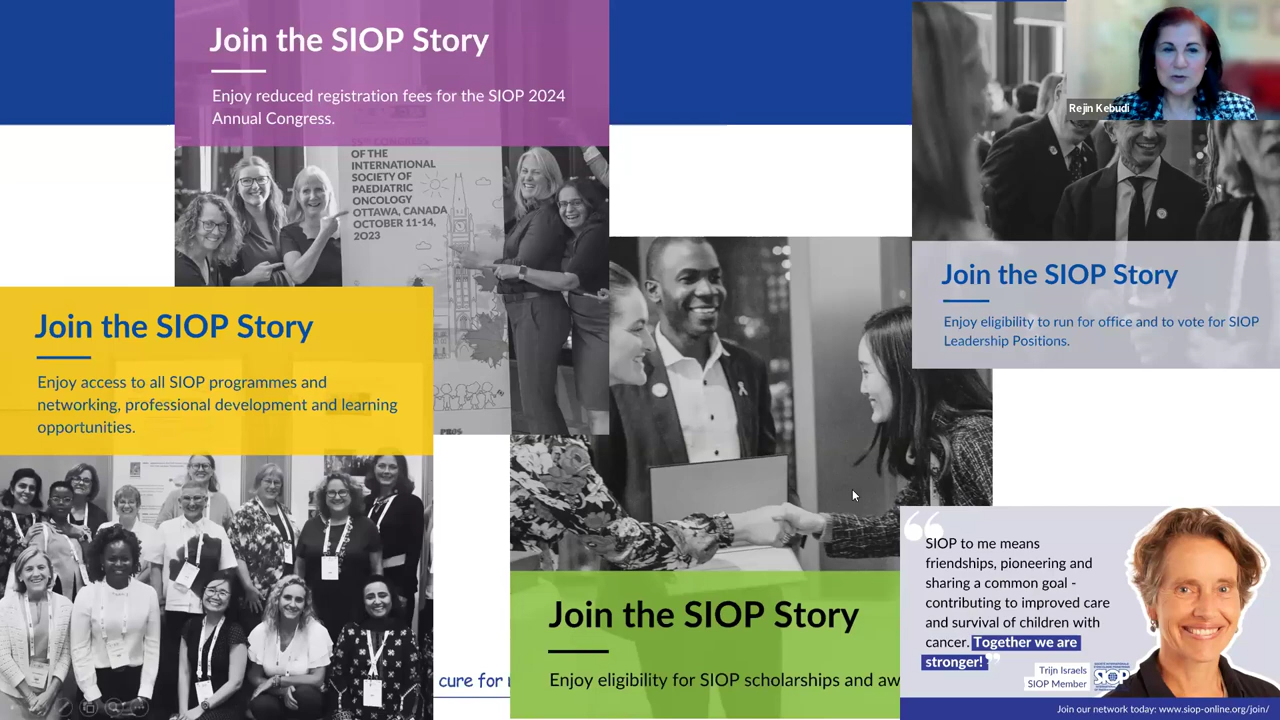 Join the SIOP Story
Enjoy reduced registration fees for the SIOP 2024
Annual Congress.
OF THE
INTERNATIONAL
SOCIETY OF
PAEDIATRIC
ONCOLOGY
OTTAWA, CANADA
OCTOBER 11-14,
2023
Rejin Kebudi
Join the SIOP Story
Enjoy eligibility to run for office and to vote for SIOP
Leadership Positions.
Join the SIOP Story
Enjoy access to all SIOP programmes and
networking, professional development and learning
opportunities.
Join the SIOP Story
Enjoy eligibility for SIOP scholarships and aw
cure for
SIOP to me means
friendships, pioneering and
sharing a common goal -
contributing to improved care
and survival of children with
cancer. Together we are
stronger!
Trijn Israels
SIOP Member
SIOP
Join our network today: www.siop-online.org/join/